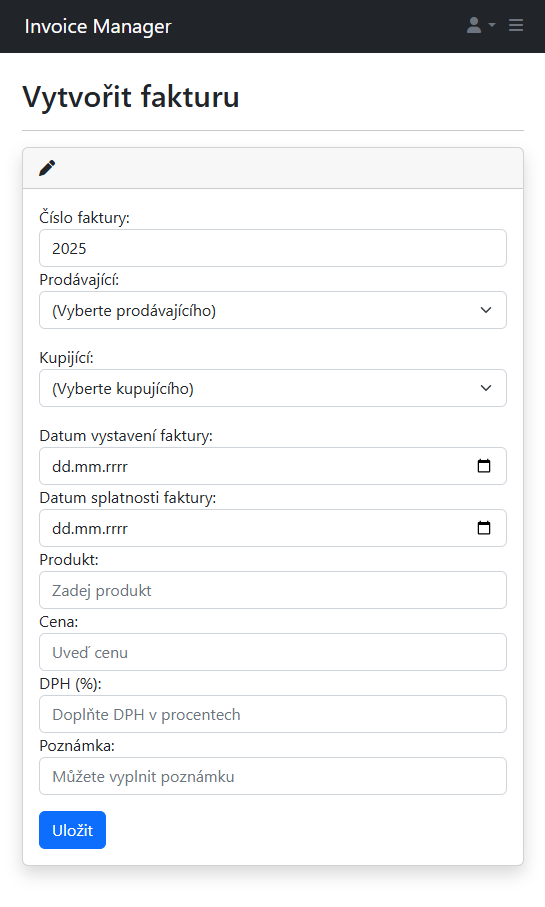 Invoice Manager
Vytvořit fakturu
Číslo faktury:
2025
Prodávající:
(Vyberte prodávajícího)
Kupijící:
(Vyberte kupujícího)
Datum vystavení faktury:
dd.mm.rrrr
Datum splatnosti faktury:
dd.mm.rrrr
Produkt:
Zadej produkt
Cena:
Uveď cenu
DPH (%):
Doplňte DPH v procentech
Poznámka:
Můžete vyplnit poznámku
Uložit